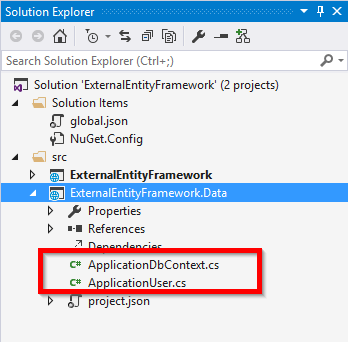 Solution Explorer
Search Solution Explorer (Ctrl+;)
Solution 'ExternalEntityFramework' (2 projects)
Solution Items
global.json
NuGet.Config
src
ExternalEntityFramework
ExternalEntityFramework.Data
Properties
References
Dependencies
C# ApplicationDbContext.cs
C# ApplicationUser.cs
project.json